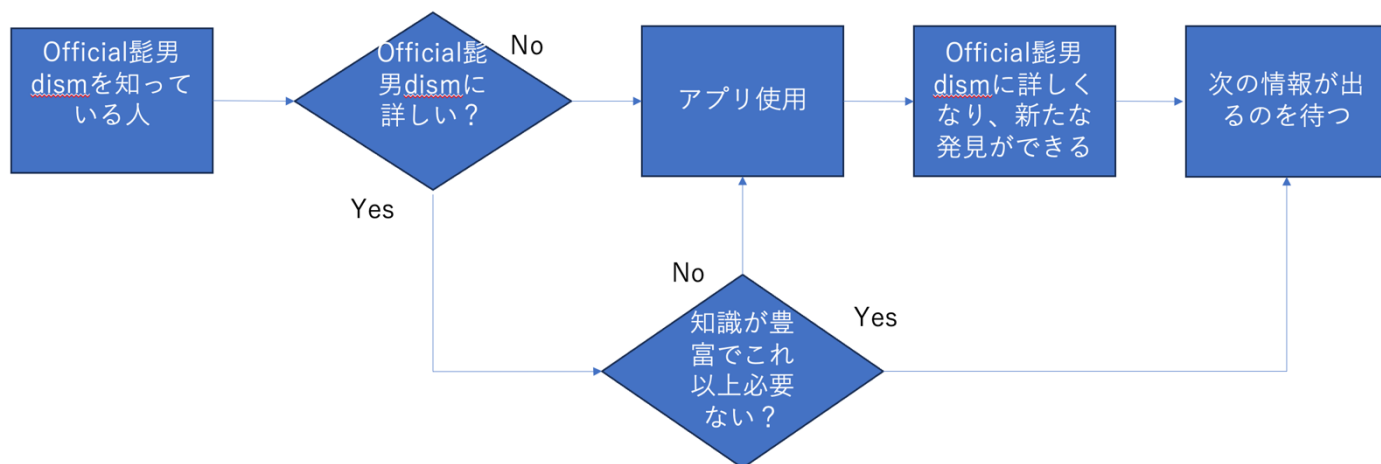 Official髭男
dismを知って
いる人
Official髭
男dismに
詳しい？
No
アプリ使用
Official髭男
dismに詳しく
なり、新たな
発見ができる
次の情報が出
るのを待つ
Yes
No
知識が豊
富でこれ
以上必要
ない？
Yes